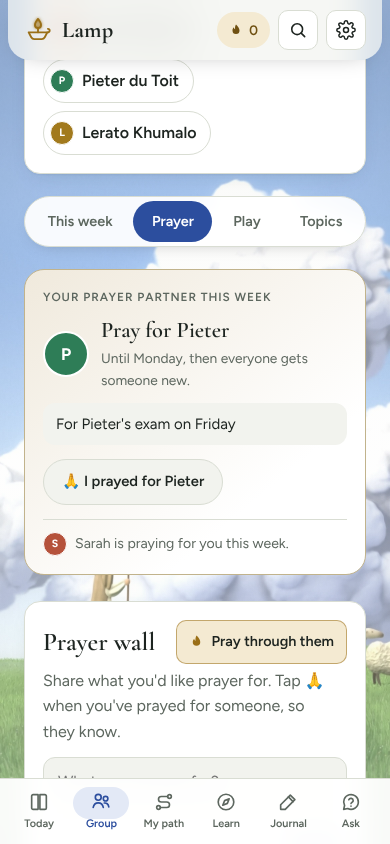 Lamp
0
P
Pieter du Toit
L
Lerato Khumalo
This week
Prayer
Play
Topics
YOUR PRAYER PARTNER THIS WEEK
P
Pray for Pieter
Until Monday, then everyone gets
someone new.
For Pieter's exam on Friday
🙏 I prayed for Pieter
S
Sarah is praying for you this week.
Prayer wall
Pray through them
Share what you'd like prayer for. Tap 🙏
when you've prayed for someone, so
they know.
Today
Group
My path
Learn
Journal
Ask